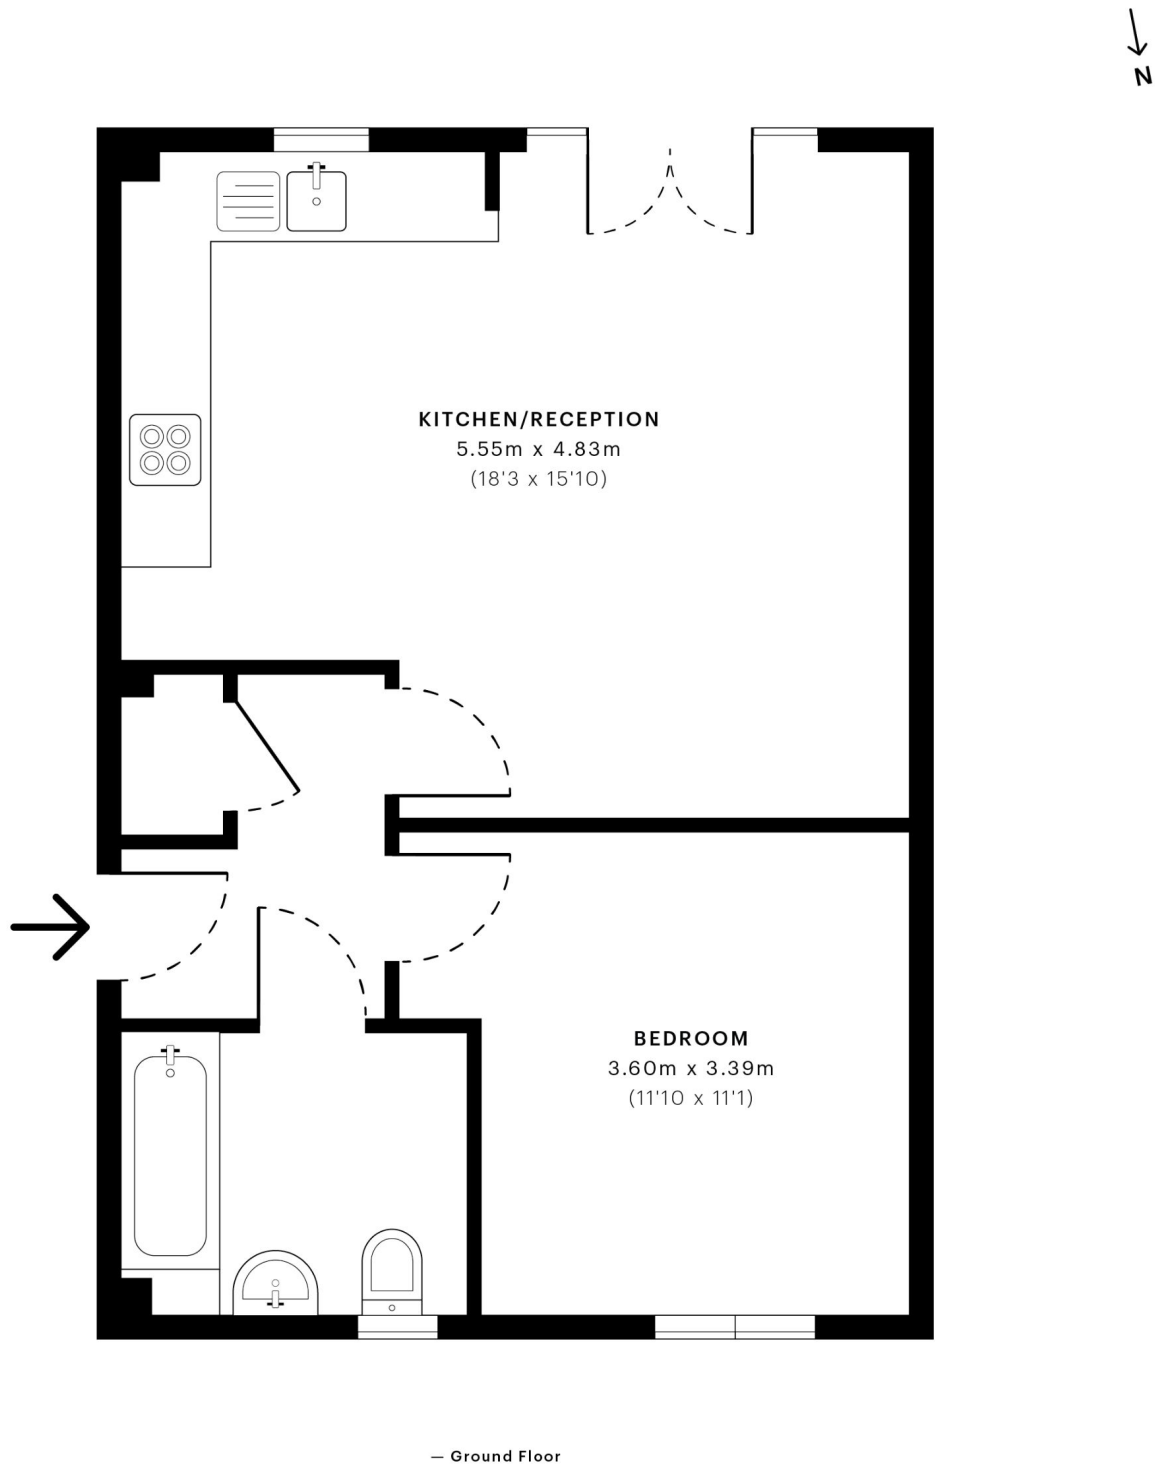 N
KITCHEN/RECEPTION
5.55m x 4.83m
(18'3 x 15'10)
BEDROOM
3.60m x 3.39m
(11'10 x 11'1)
— Ground Floor